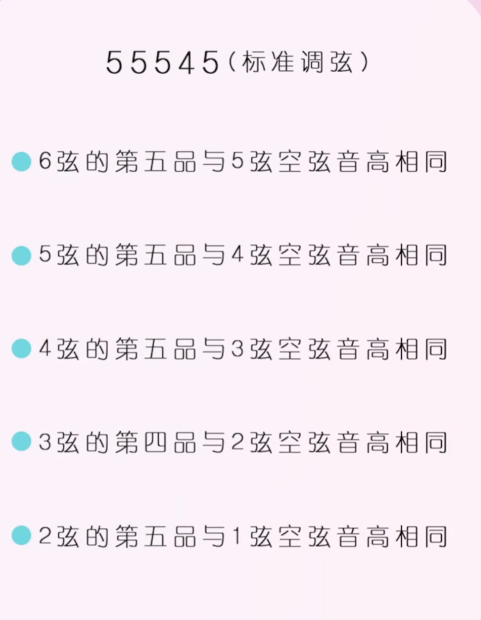 55545(标准调弦)
6弦的第五品与5弦空弦音高相同
5弦的第五品与4弦空弦音高相同
4弦的第五品与3弦空弦音高相同
3弦的第四品与2弦空弦音高相同
2弦的第五品与1弦空弦音高相同